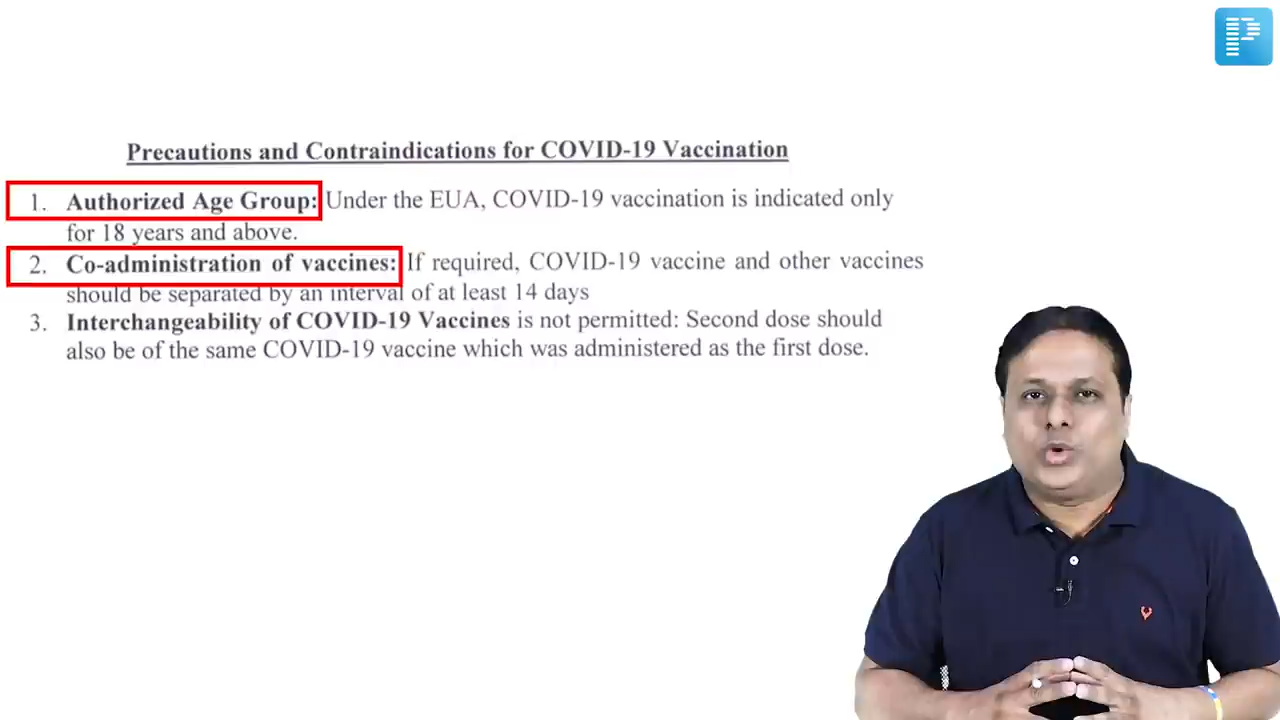 Precautions and Contraindications for COVID-19 Vaccination
1. Authorized Age Group: Under the EUA, COVID-19 vaccination is indicated only
for 18 years and above.
2. Co-administration of vaccines: If required, COVID-19 vaccine and other vaccines
should be separated by an interval of at least 14 days
3. Interchangeability of COVID-19 Vaccines is not permitted: Second dose should
also be of the same COVID-19 vaccine which was administered as the first dose.
P